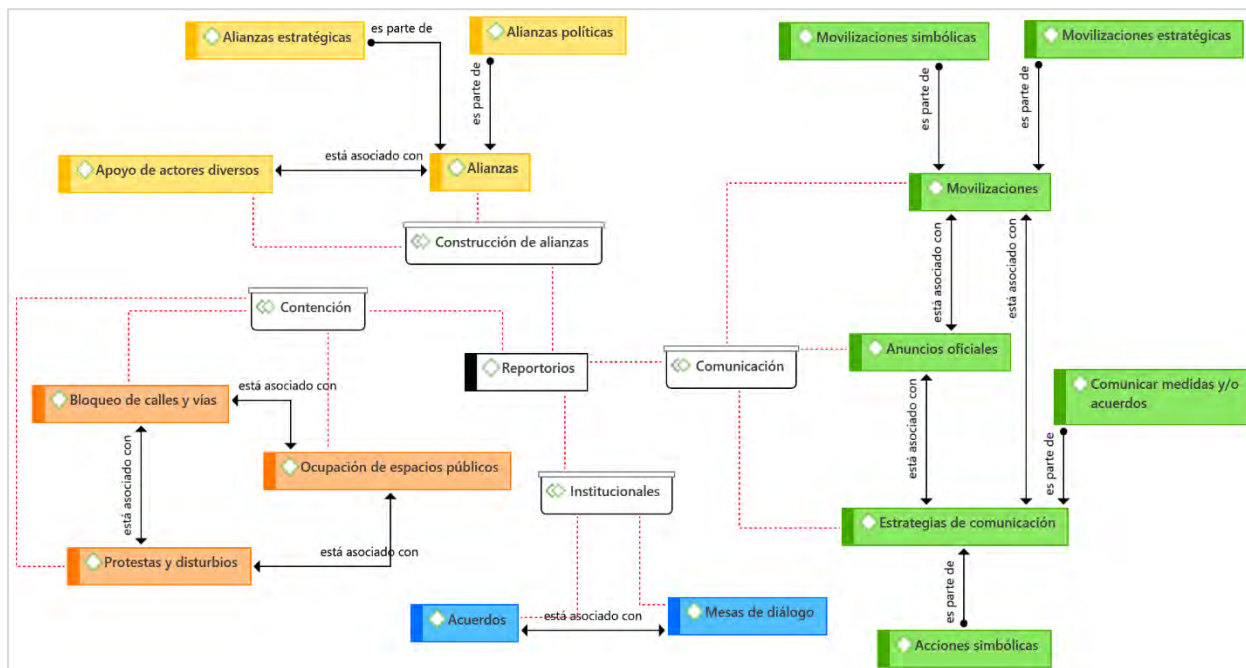 Alianzas estratégicas
es parte de
Alianzas políticas
es parte de
Movilizaciones simbólicas
Movilizaciones estratégicas
es parte de
es parte de
Apoyo de actores diversos
está asociado con
Alianzas
Movilizaciones
Construcción de alianzas
está asociado con
está asociado con
Contención
Reportorios
Comunicación
Anuncios oficiales
Comunicar medidas y/o
acuerdos
Bloqueo de calles y vías
está asociado con
está asociado con
es parte de
Ocupación de espacios públicos
está asociado con
Institucionales
Estrategias de comunicación
Protestas y disturbios
está asociado con
es parte de
Acuerdos
está asociado con
Mesas de diálogo
Acciones simbólicas